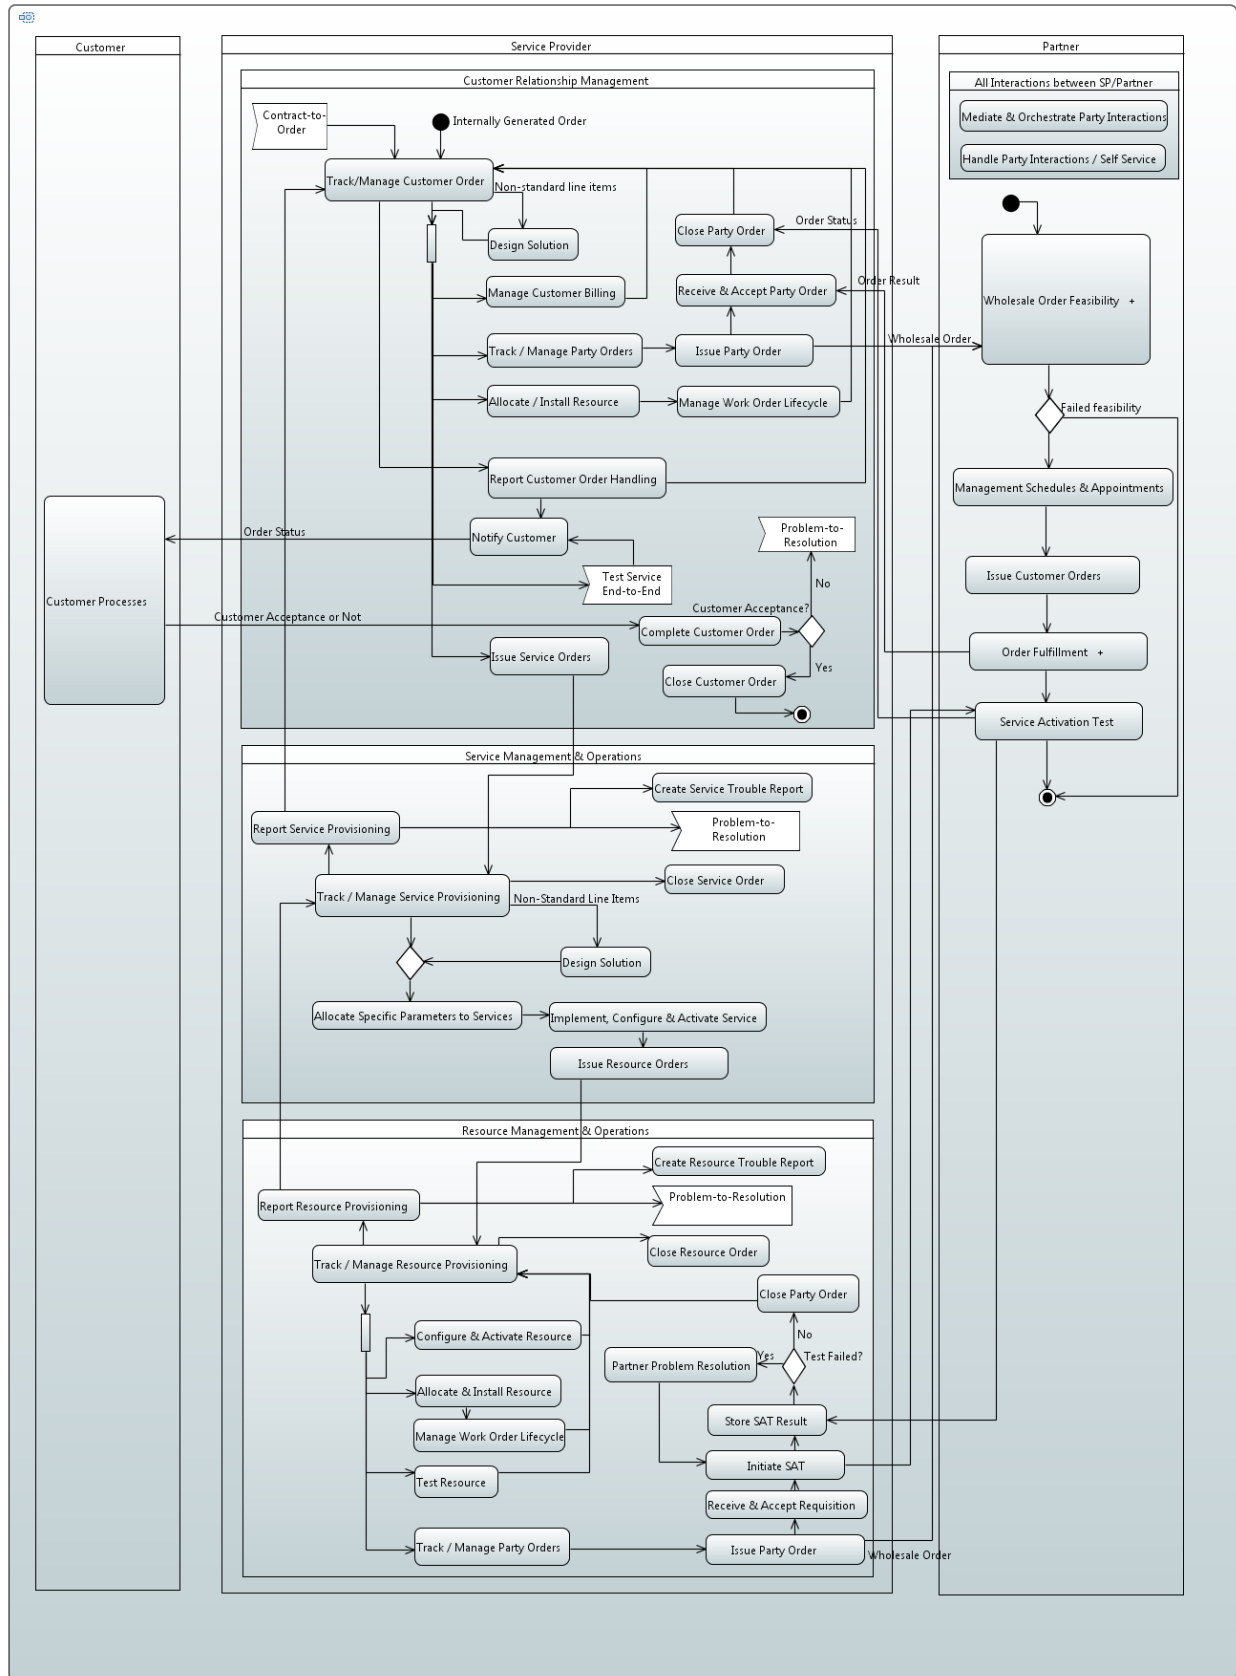 Customer
Service Provider
Partner
Customer Relationship Management
All Interactions between SP/Partner
Contract-to-
Order
Internally Generated Order
Mediate & Orchestrate Party Interactions
Handle Party Interactions / Self Service
Track/Manage Customer Order
Non-standard line items
Order Status
Close Party Order
Design Solution
Manage Customer Billing
Receive & Accept Party Order
Order Result
Wholesale Order Feasibility +
Track / Manage Party Orders
Issue Party Order
Wholesale Order
Allocate / Install Resource
Manage Work Order Lifecycle
Failed feasibility
Report Customer Order Handling
Management Schedules & Appointments
Order Status
Notify Customer
Problem-to-
Resolution
Test Service
End-to-End
No
Issue Customer Orders
Customer Processes
Customer Acceptance or Not
Customer Acceptance?
Complete Customer Order
Issue Service Orders
Yes
Close Customer Order
Order Fulfillment +
Service Activation Test
Service Management & Operations
Create Service Trouble Report
Report Service Provisioning
Problem-to-
Resolution
Close Service Order
Track / Manage Service Provisioning
Non-Standard Line Items
Design Solution
Allocate Specific Parameters to Services
Implement, Configure & Activate Service
Issue Resource Orders
Resource Management & Operations
Create Resource Trouble Report
Report Resource Provisioning
Problem-to-Resolution
Close Resource Order
Track / Manage Resource Provisioning
Close Party Order
No
Configure & Activate Resource
Test Failed?
Yes
Partner Problem Resolution
Allocate & Install Resource
Manage Work Order Lifecycle
Store SAT Result
Initiate SAT
Test Resource
Receive & Accept Requisition
Track / Manage Party Orders
Issue Party Order
Wholesale Order